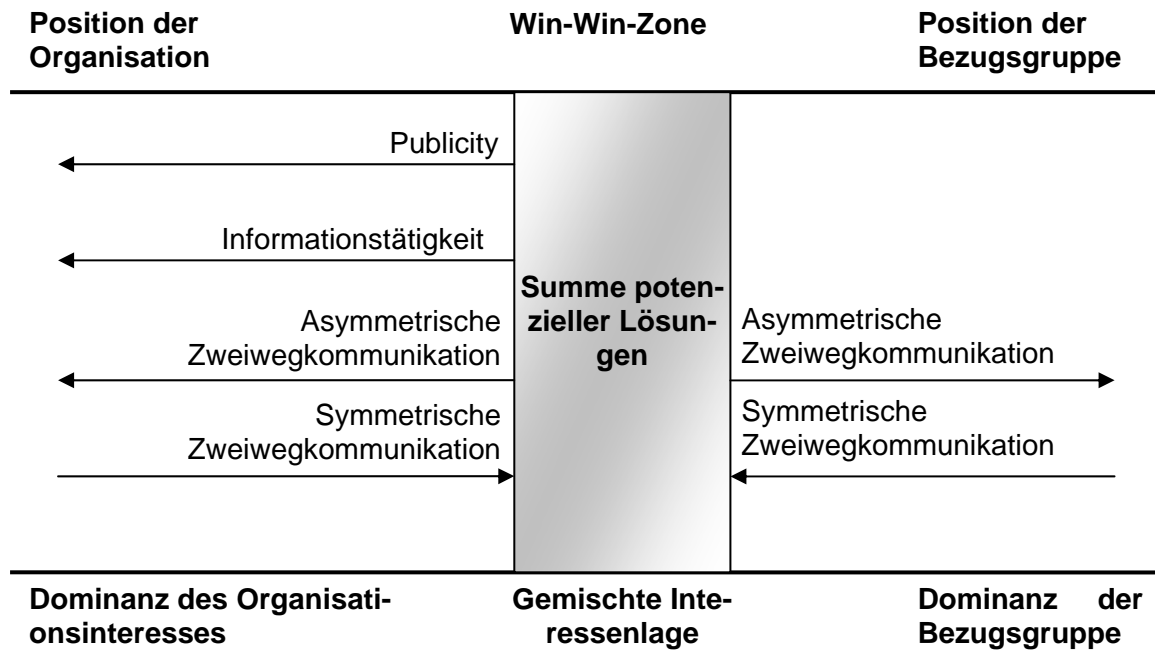 Position der
Organisation
Win-Win-Zone
Position der
Bezugsgruppe
Publicity
Informationstätigkeit
Asymmetrische
Zweiwegkommunikation
Symmetrische
Zweiwegkommunikation
Summe poten-
zieller Lösun-
gen
Asymmetrische
Zweiwegkommunikation
Symmetrische
Zweiwegkommunikation
Dominanz des Organisati-
onsinteresses
Gemischte Inte-
ressenlage
Dominanz der
Bezugsgruppe